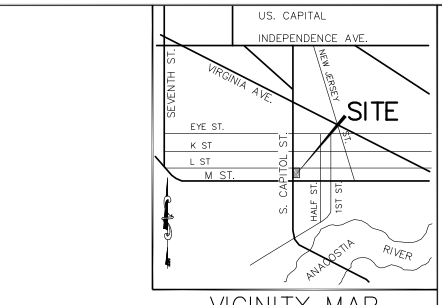 US. CAPITAL
INDEPENDENCE AVE.
SEVENTH ST.
VIRGINIA AVE.
NEW JERSEY
ST.
SITE
EYE ST.
K ST
L ST
M ST.
S. CAPITOL ST.
HALF ST.
1ST ST.
ANACOSTIA
RIVER
VICINITY MAP